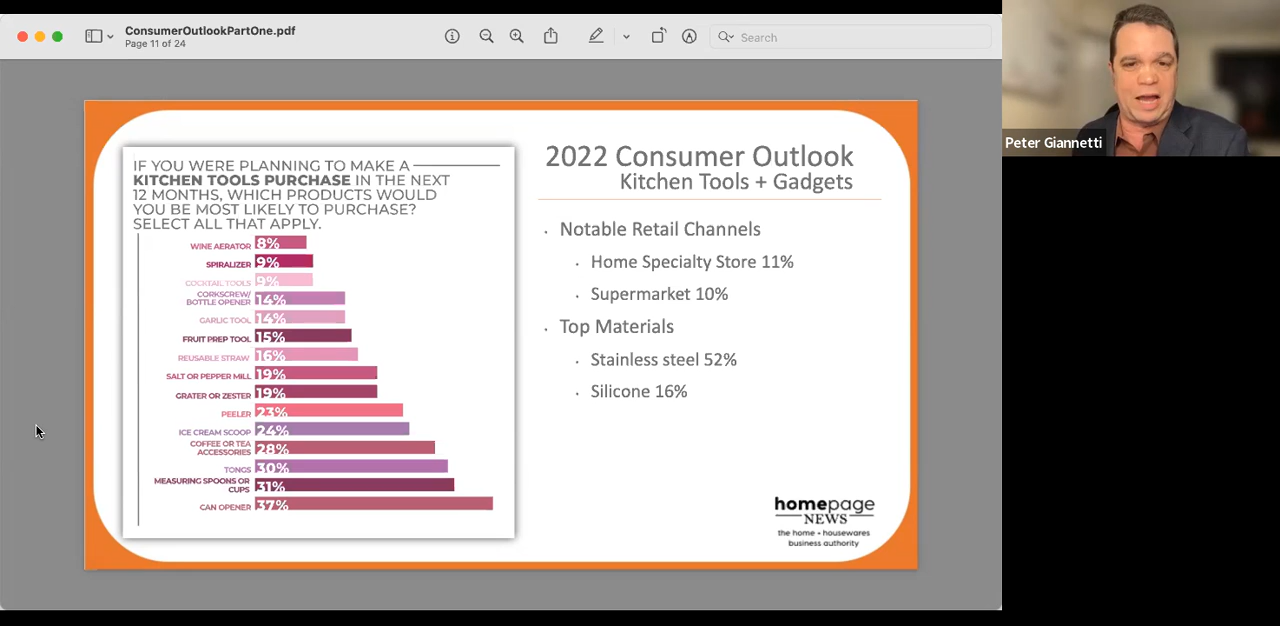 ConsumerOutlookPartOne.pdf
Page 11 of 24
Search
IF YOU WERE PLANNING TO MAKE A
KITCHEN TOOLS PURCHASE IN THE NEXT
12 MONTHS, WHICH PRODUCTS WOULD
YOU BE MOST LIKELY TO PURCHASE?
SELECT ALL THAT APPLY.
WINE AERATOR 8%
SPIRALIZER 9%
COCKTAIL TOOLS 9%
CORKSCREW/
BOTTLE OPENER 14%
GARLIC TOOL 14%
FRUIT PREP TOOL 15%
REUSABLE STRAW 16%
SALT OR PEPPER MILL 19%
GRATER OR ZESTER 19%
PEELER 23%
ICE CREAM SCOOP 24%
COFFEE OR TEA
ACCESSORIES 28%
TONGS 30%
MEASURING SPOONS OR
CUPS 31%
CAN OPENER 37%
2022 Consumer Outlook
Kitchen Tools + Gadgets
· Notable Retail Channels
· Home Specialty Store 11%
· Supermarket 10%
· Top Materials
· Stainless steel 52%
· Silicone 16%
homepage
NEWS
the home + housewares
business authority
Peter Giannetti